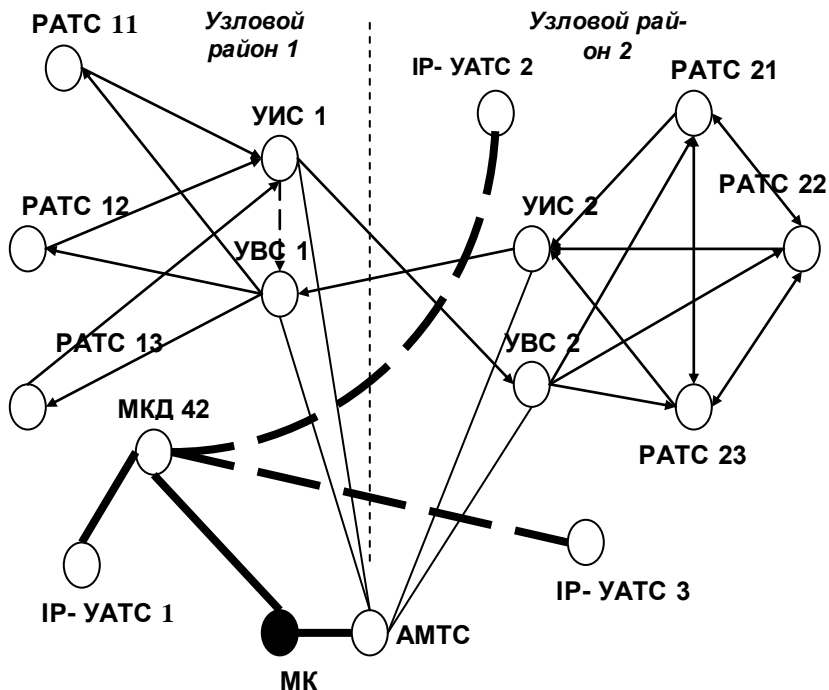 РАТС 11
Узловой
район 1
Узловой рай-
он 2
IP- УАТС 2
РАТС 21
УИС 1
РАТС 22
РАТС 12
УИС 2
УВС 1
РАТС 13
УВС 2
МКД 42
РАТС 23
IP- УАТС 1
IP- УАТС 3
АМТС
МК